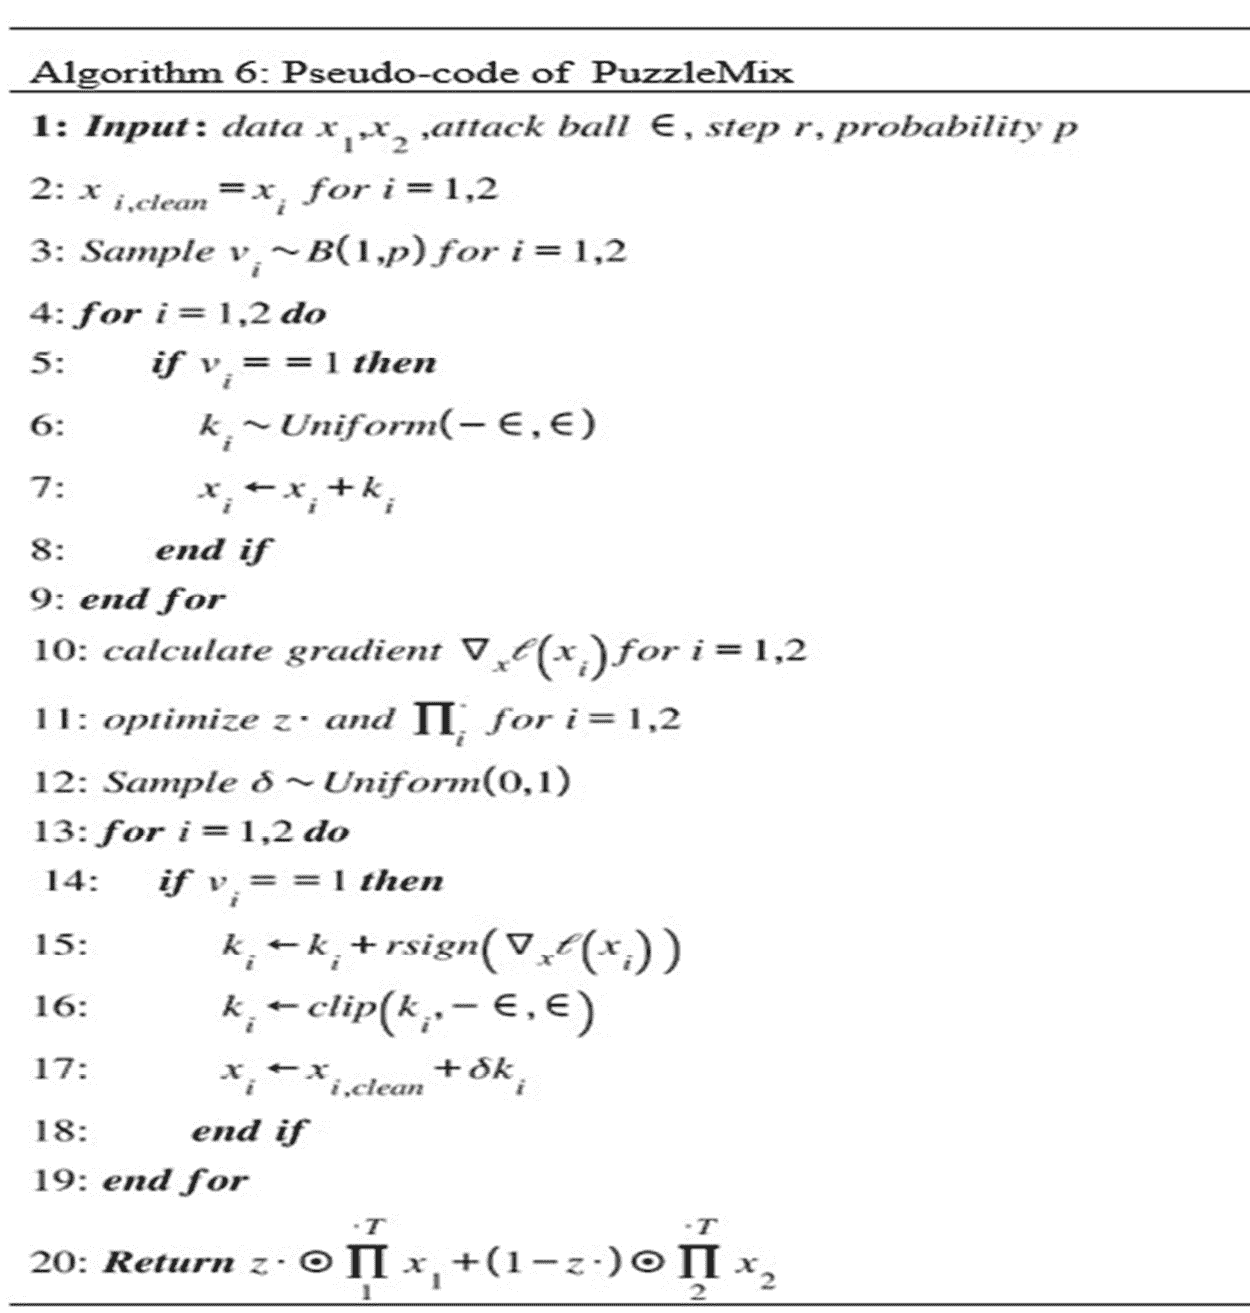 Algorithm 6: Pseudo-code of PuzzleMix
1: Input: data x₁,x₂ ,attack ball ∈, step r, probability p
2: x i,clean = xᵢ for i = 1,2
3: Sample vᵢ ~ B(1,p) for i = 1,2
4: for i = 1,2 do
5: if vᵢ = = 1 then
6: kᵢ ~ Uniform(− ∈,∈)
7: xᵢ ← xᵢ + kᵢ
8: end if
9: end for
10: calculate gradient ∇ₓℓ(xᵢ) for i = 1,2
11: optimize z· and ∏ᵢ˙ for i = 1,2
12: Sample δ ~ Uniform(0,1)
13: for i = 1,2 do
14: if vᵢ = = 1 then
15: kᵢ ← kᵢ + rsign(∇ₓℓ(xᵢ))
16: kᵢ ← clip(kᵢ,− ∈,∈)
17: xᵢ ← x i,clean + δkᵢ
18: end if
19: end for
20: Return z· ⊙ ∏₁˙ᵀ x₁ + (1 − z·) ⊙ ∏₂˙ᵀ x₂